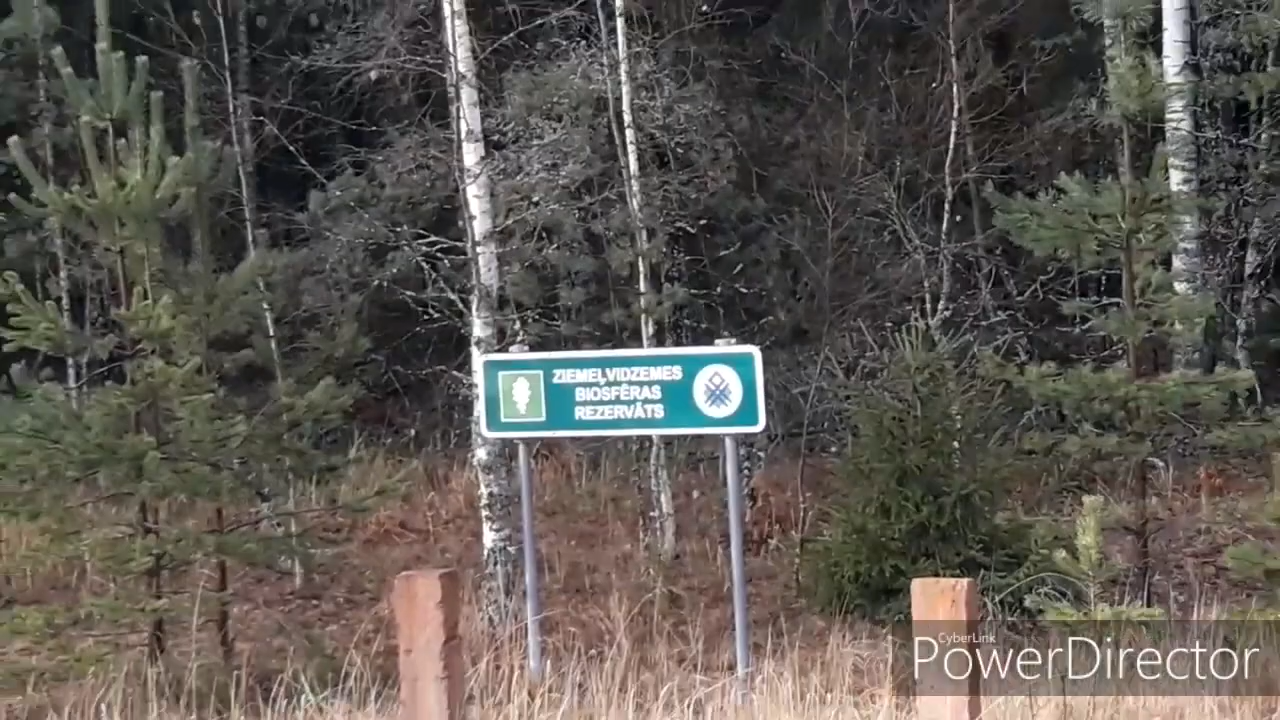 ZIEMEĻVIDZEMES
BIOSFĒRAS
REZERVĀTS
CyberLink
PowerDirector